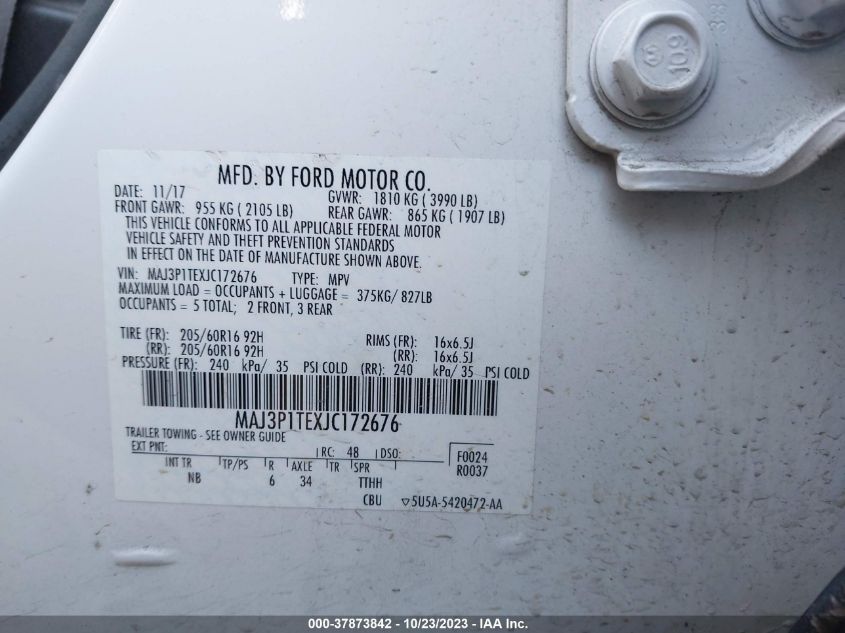 109
38
MFD. BY FORD MOTOR CO.
DATE: 11/17 GVWR: 1810 KG ( 3990 LB)
FRONT GAWR: 955 KG ( 2105 LB) REAR GAWR: 865 KG ( 1907 LB)
THIS VEHICLE CONFORMS TO ALL APPLICABLE FEDERAL MOTOR
VEHICLE SAFETY AND THEFT PREVENTION STANDARDS
IN EFFECT ON THE DATE OF MANUFACTURE SHOWN ABOVE.
VIN: MAJ3P1TEXJC172676 TYPE: MPV
MAXIMUM LOAD = OCCUPANTS + LUGGAGE = 375KG/ 827LB
OCCUPANTS = 5 TOTAL; 2 FRONT, 3 REAR
TIRE (FR): 205/60R16 92H RIMS (FR): 16x6.5J
(RR): 205/60R16 92H (RR): 16x6.5J
PRESSURE (FR): 240 kPa/ 35 PSI COLD (RR): 240 kPa/ 35 PSI COLD
MAJ3P1TEXJC172676
TRAILER TOWING - SEE OWNER GUIDE
EXT PNT: RC: 48 DSO: F0024
R0037
INT TR TP/PS R AXLE TR SPR
NB 6 34 TTHH
CBU ▽5U5A-5420472-AA
000-37873842 - 10/23/2023 - IAA Inc.